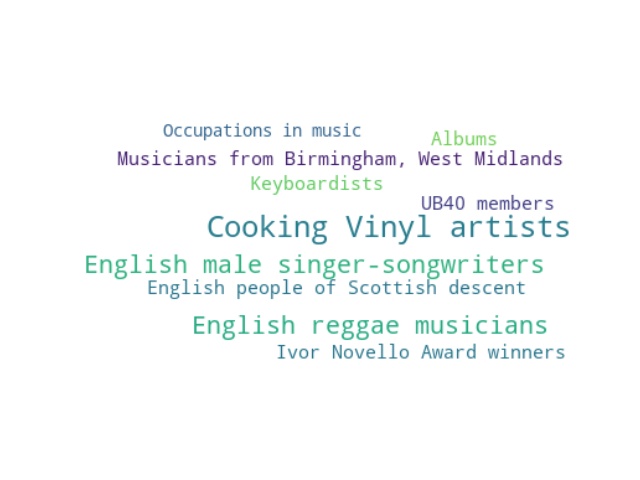 Occupations in music
Albums
Musicians from Birmingham, West Midlands
Keyboardists
UB40 members
Cooking Vinyl artists
English male singer-songwriters
English people of Scottish descent
English reggae musicians
Ivor Novello Award winners